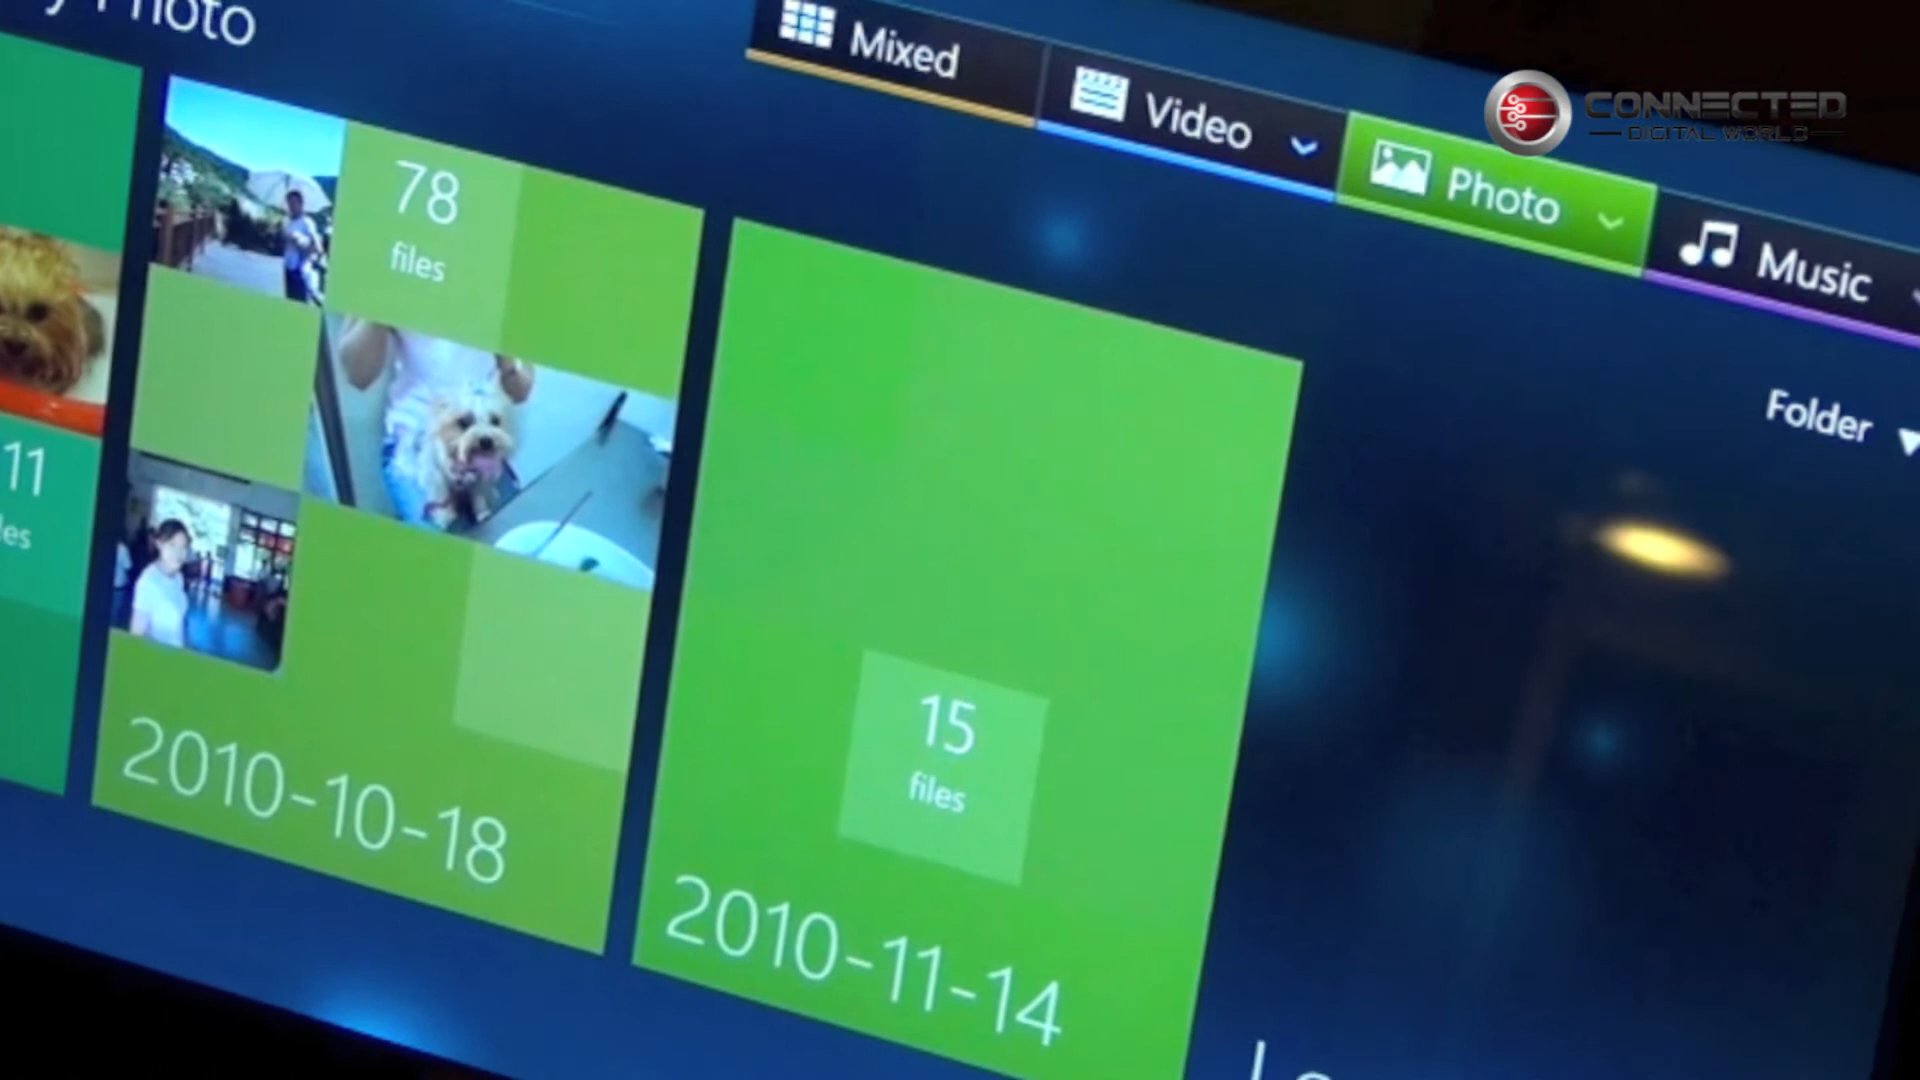 Photo
Mixed
Video
Photo
Music
CONNECTED
DIGITAL WORLD
Folder
78
files
11
15
files
2010-10-18
2010-11-14